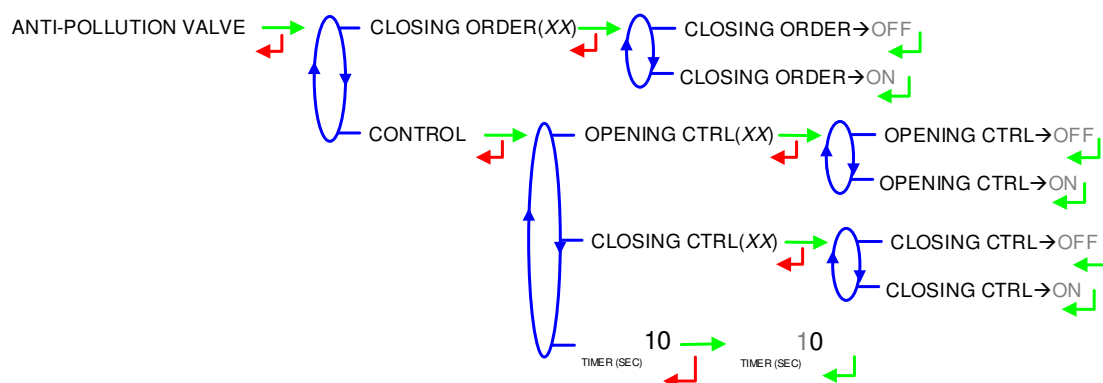 ANTI-POLLUTION VALVE CLOSING ORDER(XX) CLOSING ORDER→OFF
CLOSING ORDER→ON
CONTROL OPENING CTRL(XX) OPENING CTRL→OFF
OPENING CTRL→ON
CLOSING CTRL(XX) CLOSING CTRL→OFF
CLOSING CTRL→ON
TIMER (SEC) 10 TIMER (SEC) 10